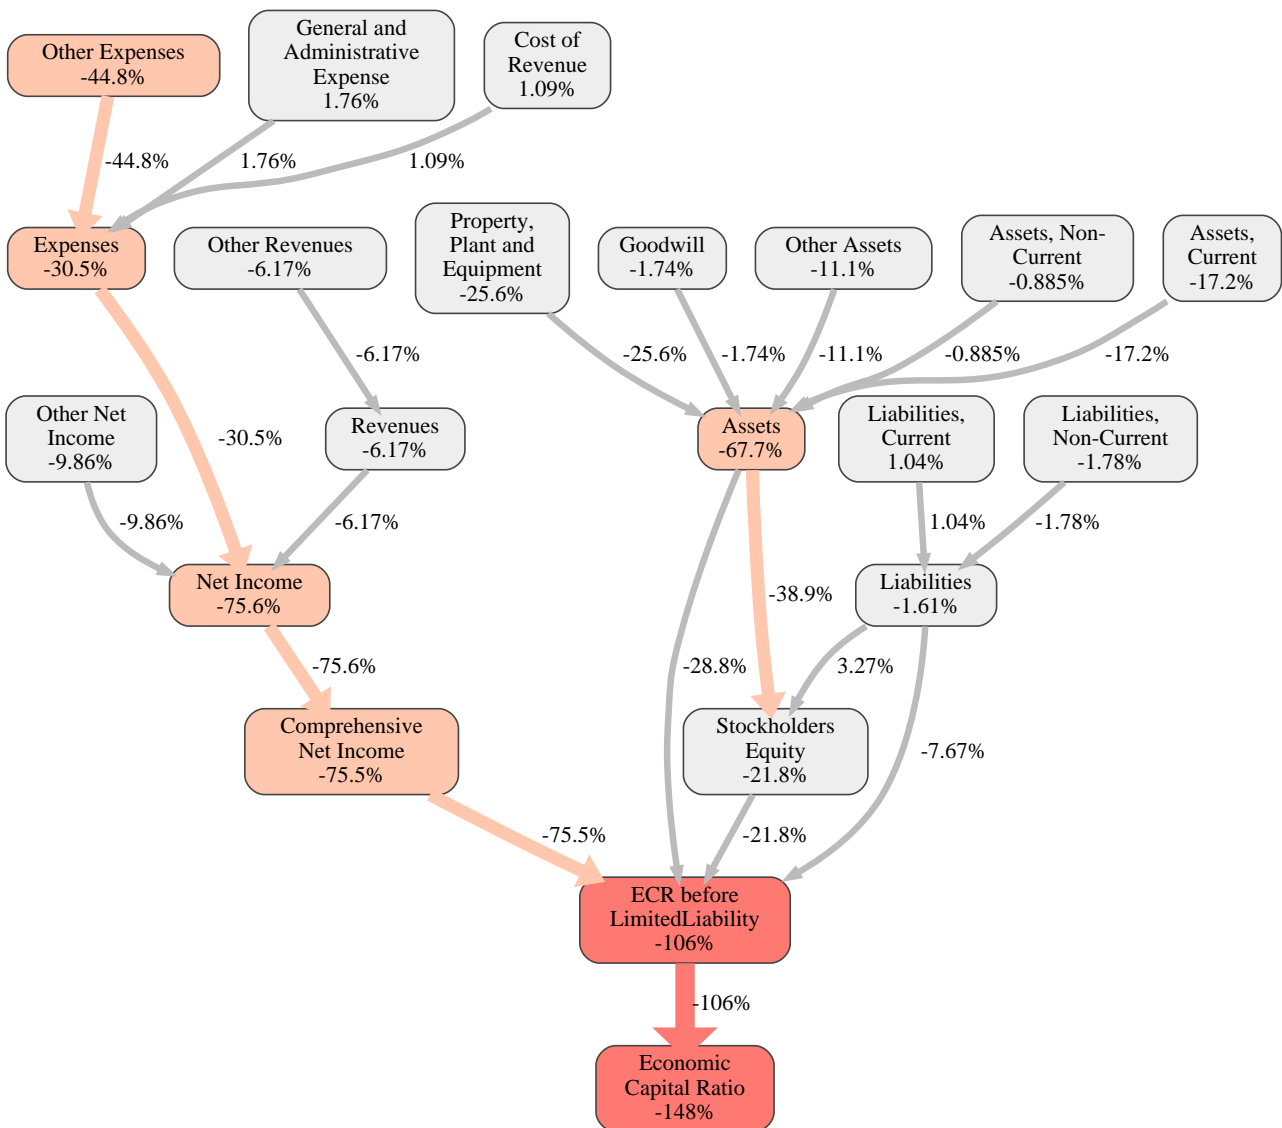 Other Expenses
-44.8%
General and
Administrative
Expense
1.76%
Cost of
Revenue
1.09%
-44.8%
1.76%
1.09%
Expenses
-30.5%
Other Revenues
-6.17%
Property,
Plant and
Equipment
-25.6%
Goodwill
-1.74%
Other Assets
-11.1%
Assets, Non-
Current
-0.885%
Assets,
Current
-17.2%
-6.17%
-25.6%
-1.74%
-11.1%
-0.885%
-17.2%
Other Net
Income
-9.86%
-30.5%
Revenues
-6.17%
Assets
-67.7%
Liabilities,
Current
1.04%
Liabilities,
Non-Current
-1.78%
-9.86%
-6.17%
1.04%
-1.78%
Net Income
-75.6%
-38.9%
Liabilities
-1.61%
-75.6%
-28.8%
3.27%
Comprehensive
Net Income
-75.5%
Stockholders
Equity
-21.8%
-7.67%
-75.5%
-21.8%
ECR before
LimitedLiability
-106%
-106%
Economic
Capital Ratio
-148%